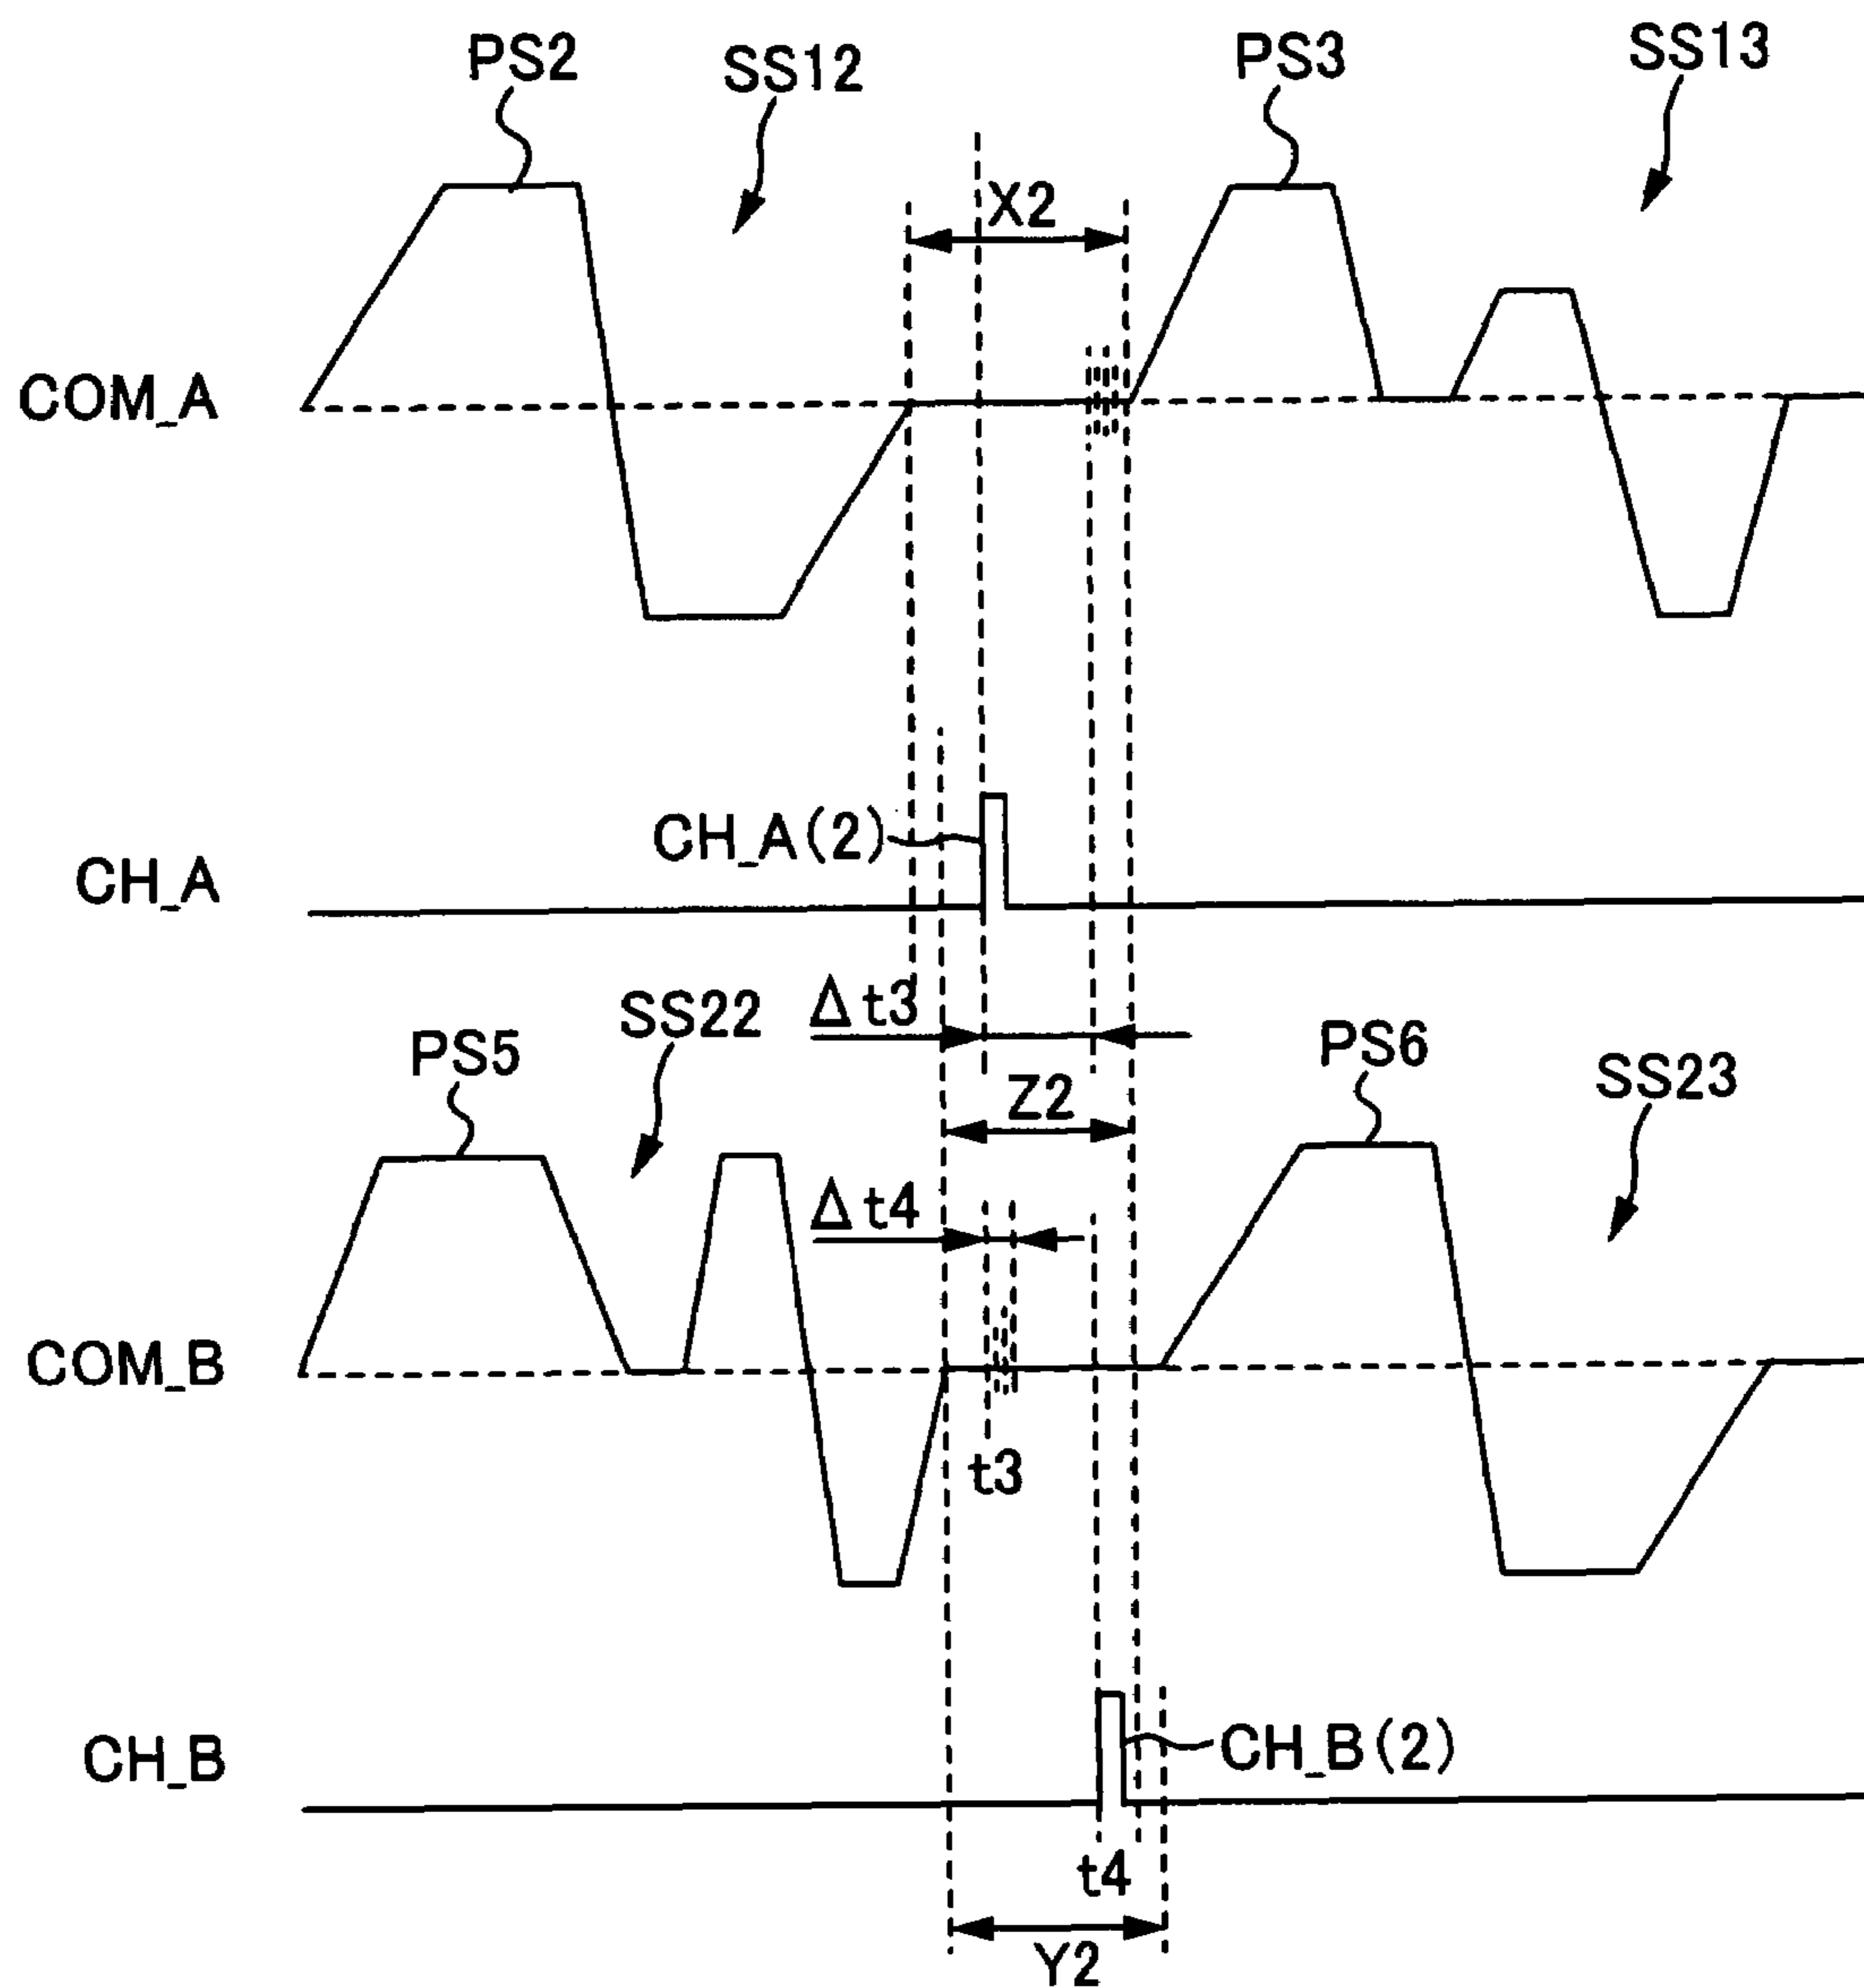 PS2
SS12
PS3
SS13
X2
COM_A
CH_A(2)
CH_A
Δt3
SS22
PS5
PS6
SS23
Z2
Δt4
COM_B
t3
CH_B
CH_B(2)
t4
Y2